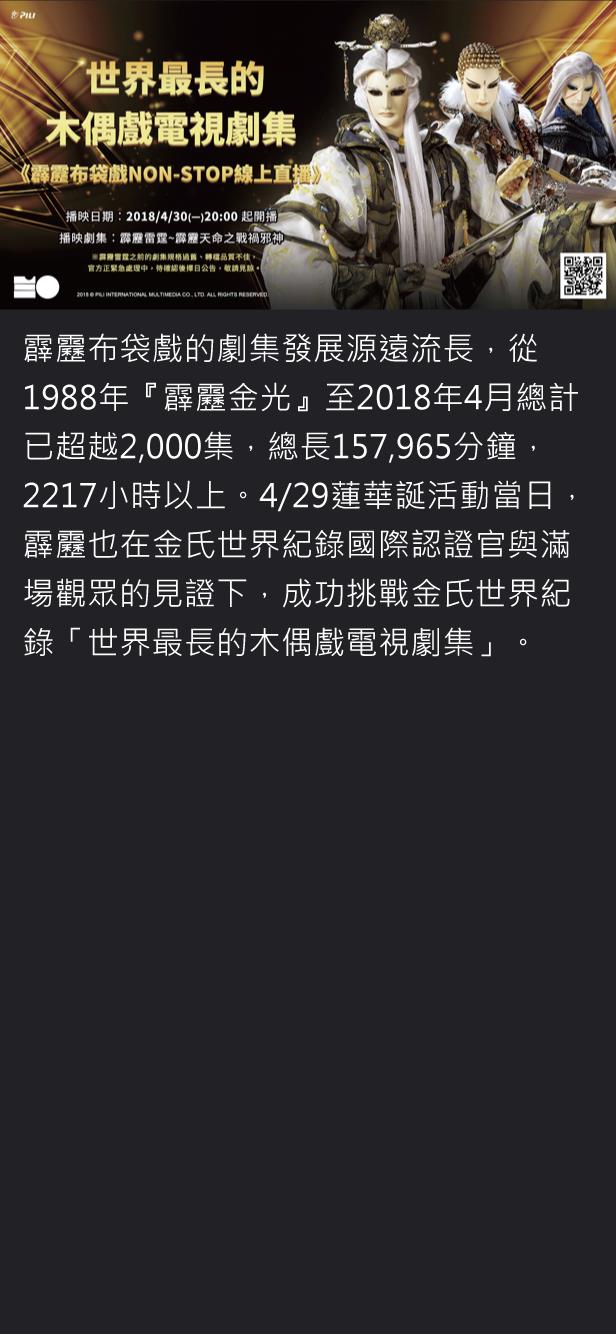 PILI
世界最長的
木偶戲電視劇集
《霹靂布袋戲NON-STOP線上直播》
播映日期：2018/4/30(一)20:00 起開播
播映劇集：霹靂雷霆~霹靂天命之戰禍邪神
※霹靂雷霆之前的劇集規格過舊、轉檔品質不佳，
官方正緊急處理中，待確認後擇日公告，敬請見諒。
2018 © PILI INTERNATIONAL MULTIMEDIA CO., LTD. ALL RIGHTS RESERVED.
霹靂布袋戲的劇集發展源遠流長，從
1988年『霹靂金光』至2018年4月總計
已超越2,000集，總長157,965分鐘，
2217小時以上。4/29蓮華誕活動當日，
霹靂也在金氏世界紀錄國際認證官與滿
場觀眾的見證下，成功挑戰金氏世界紀
錄「世界最長的木偶戲電視劇集」。